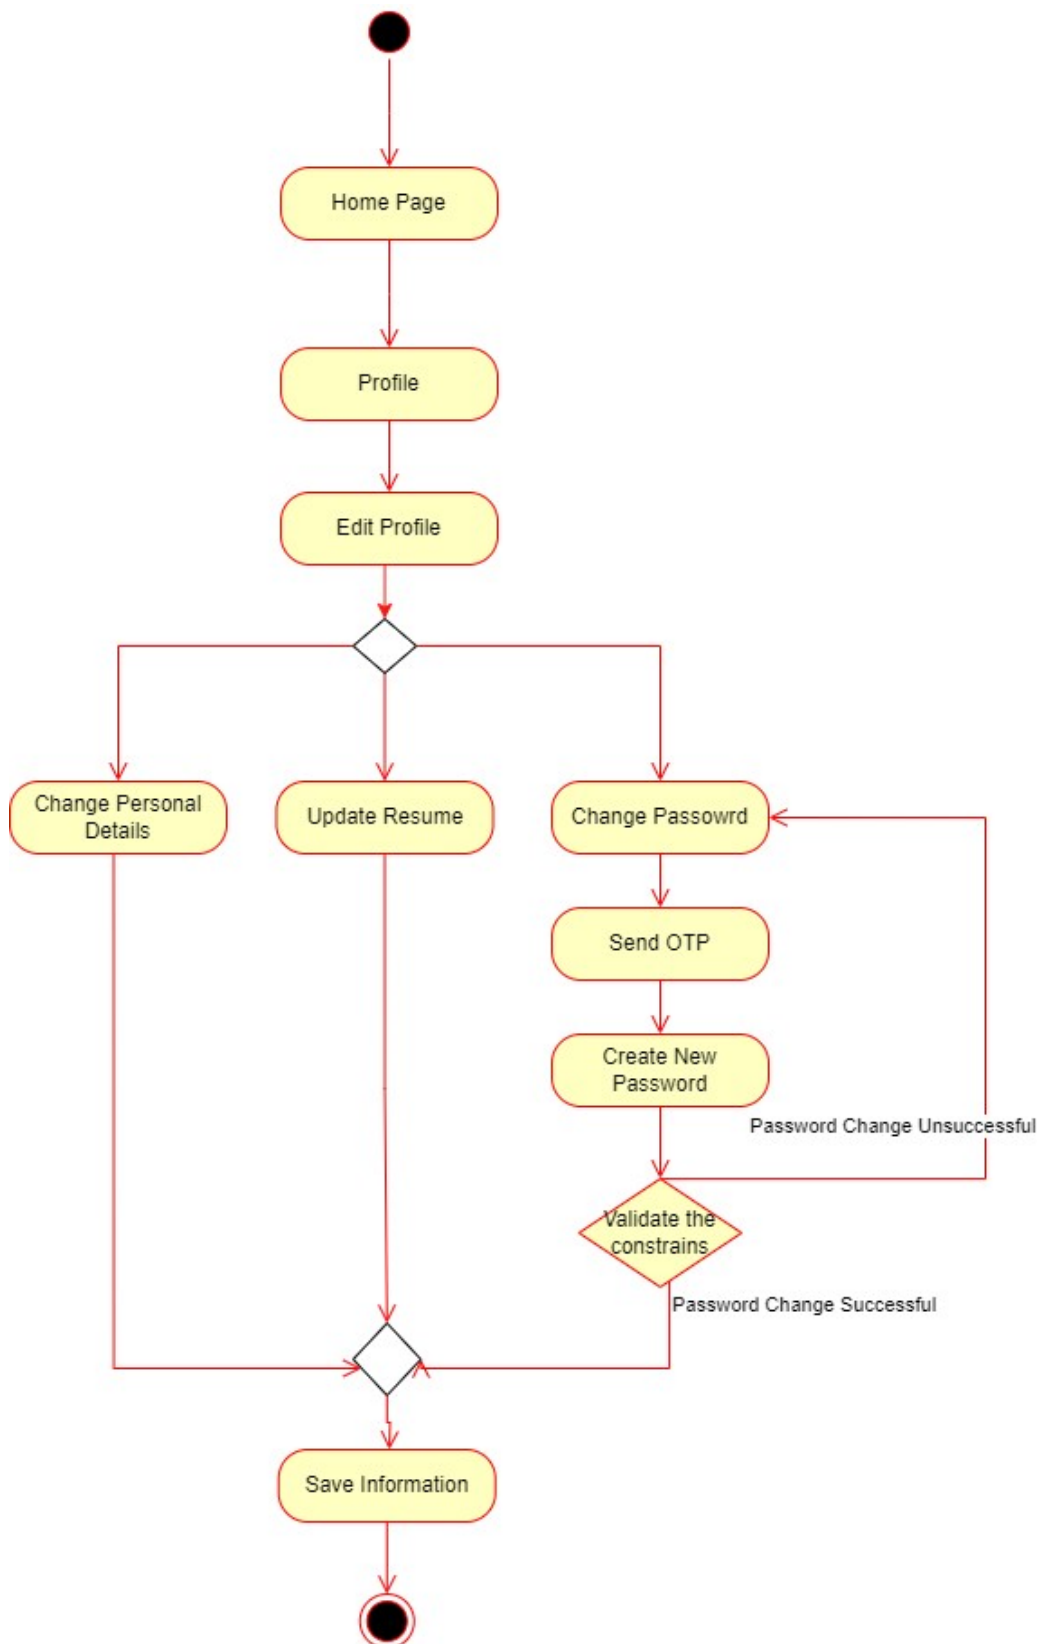 Home Page
Profile
Edit Profile
Change Personal
Details
Update Resume
Change Passowrd
Send OTP
Create New
Password
Password Change Unsuccessful
Validate the
constrains
Password Change Successful
Save Information